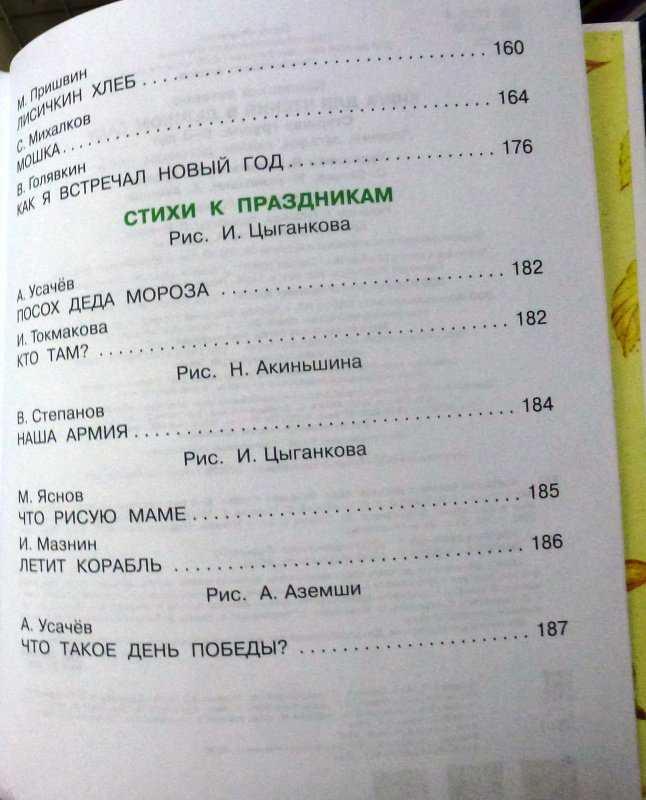 М. Пришвин
ЛИСИЧКИН ХЛЕБ . . . . . . . . . . . . . . . . . . . . . . . . . . . . . . 160
С. Михалков
МОШКА . . . . . . . . . . . . . . . . . . . . . . . . . . . . . . . . . . . . . 164
В. Голявкин
КАК Я ВСТРЕЧАЛ НОВЫЙ ГОД . . . . . . . . . . . . . . . . . . 176
СТИХИ К ПРАЗДНИКАМ
Рис. И. Цыганкова
А. Усачёв
ПОСОХ ДЕДА МОРОЗА . . . . . . . . . . . . . . . . . . . . . . . . 182
И. Токмакова
КТО ТАМ? . . . . . . . . . . . . . . . . . . . . . . . . . . . . . . . . . . . 182
Рис. Н. Акиньшина
В. Степанов
НАША АРМИЯ . . . . . . . . . . . . . . . . . . . . . . . . . . . . . . . 184
Рис. И. Цыганкова
М. Яснов
ЧТО РИСУЮ МАМЕ . . . . . . . . . . . . . . . . . . . . . . . . . . . 185
И. Мазнин
ЛЕТИТ КОРАБЛЬ . . . . . . . . . . . . . . . . . . . . . . . . . . . . 186
Рис. А. Аземши
А. Усачёв
ЧТО ТАКОЕ ДЕНЬ ПОБЕДЫ? . . . . . . . . . . . . . . . . . . 187